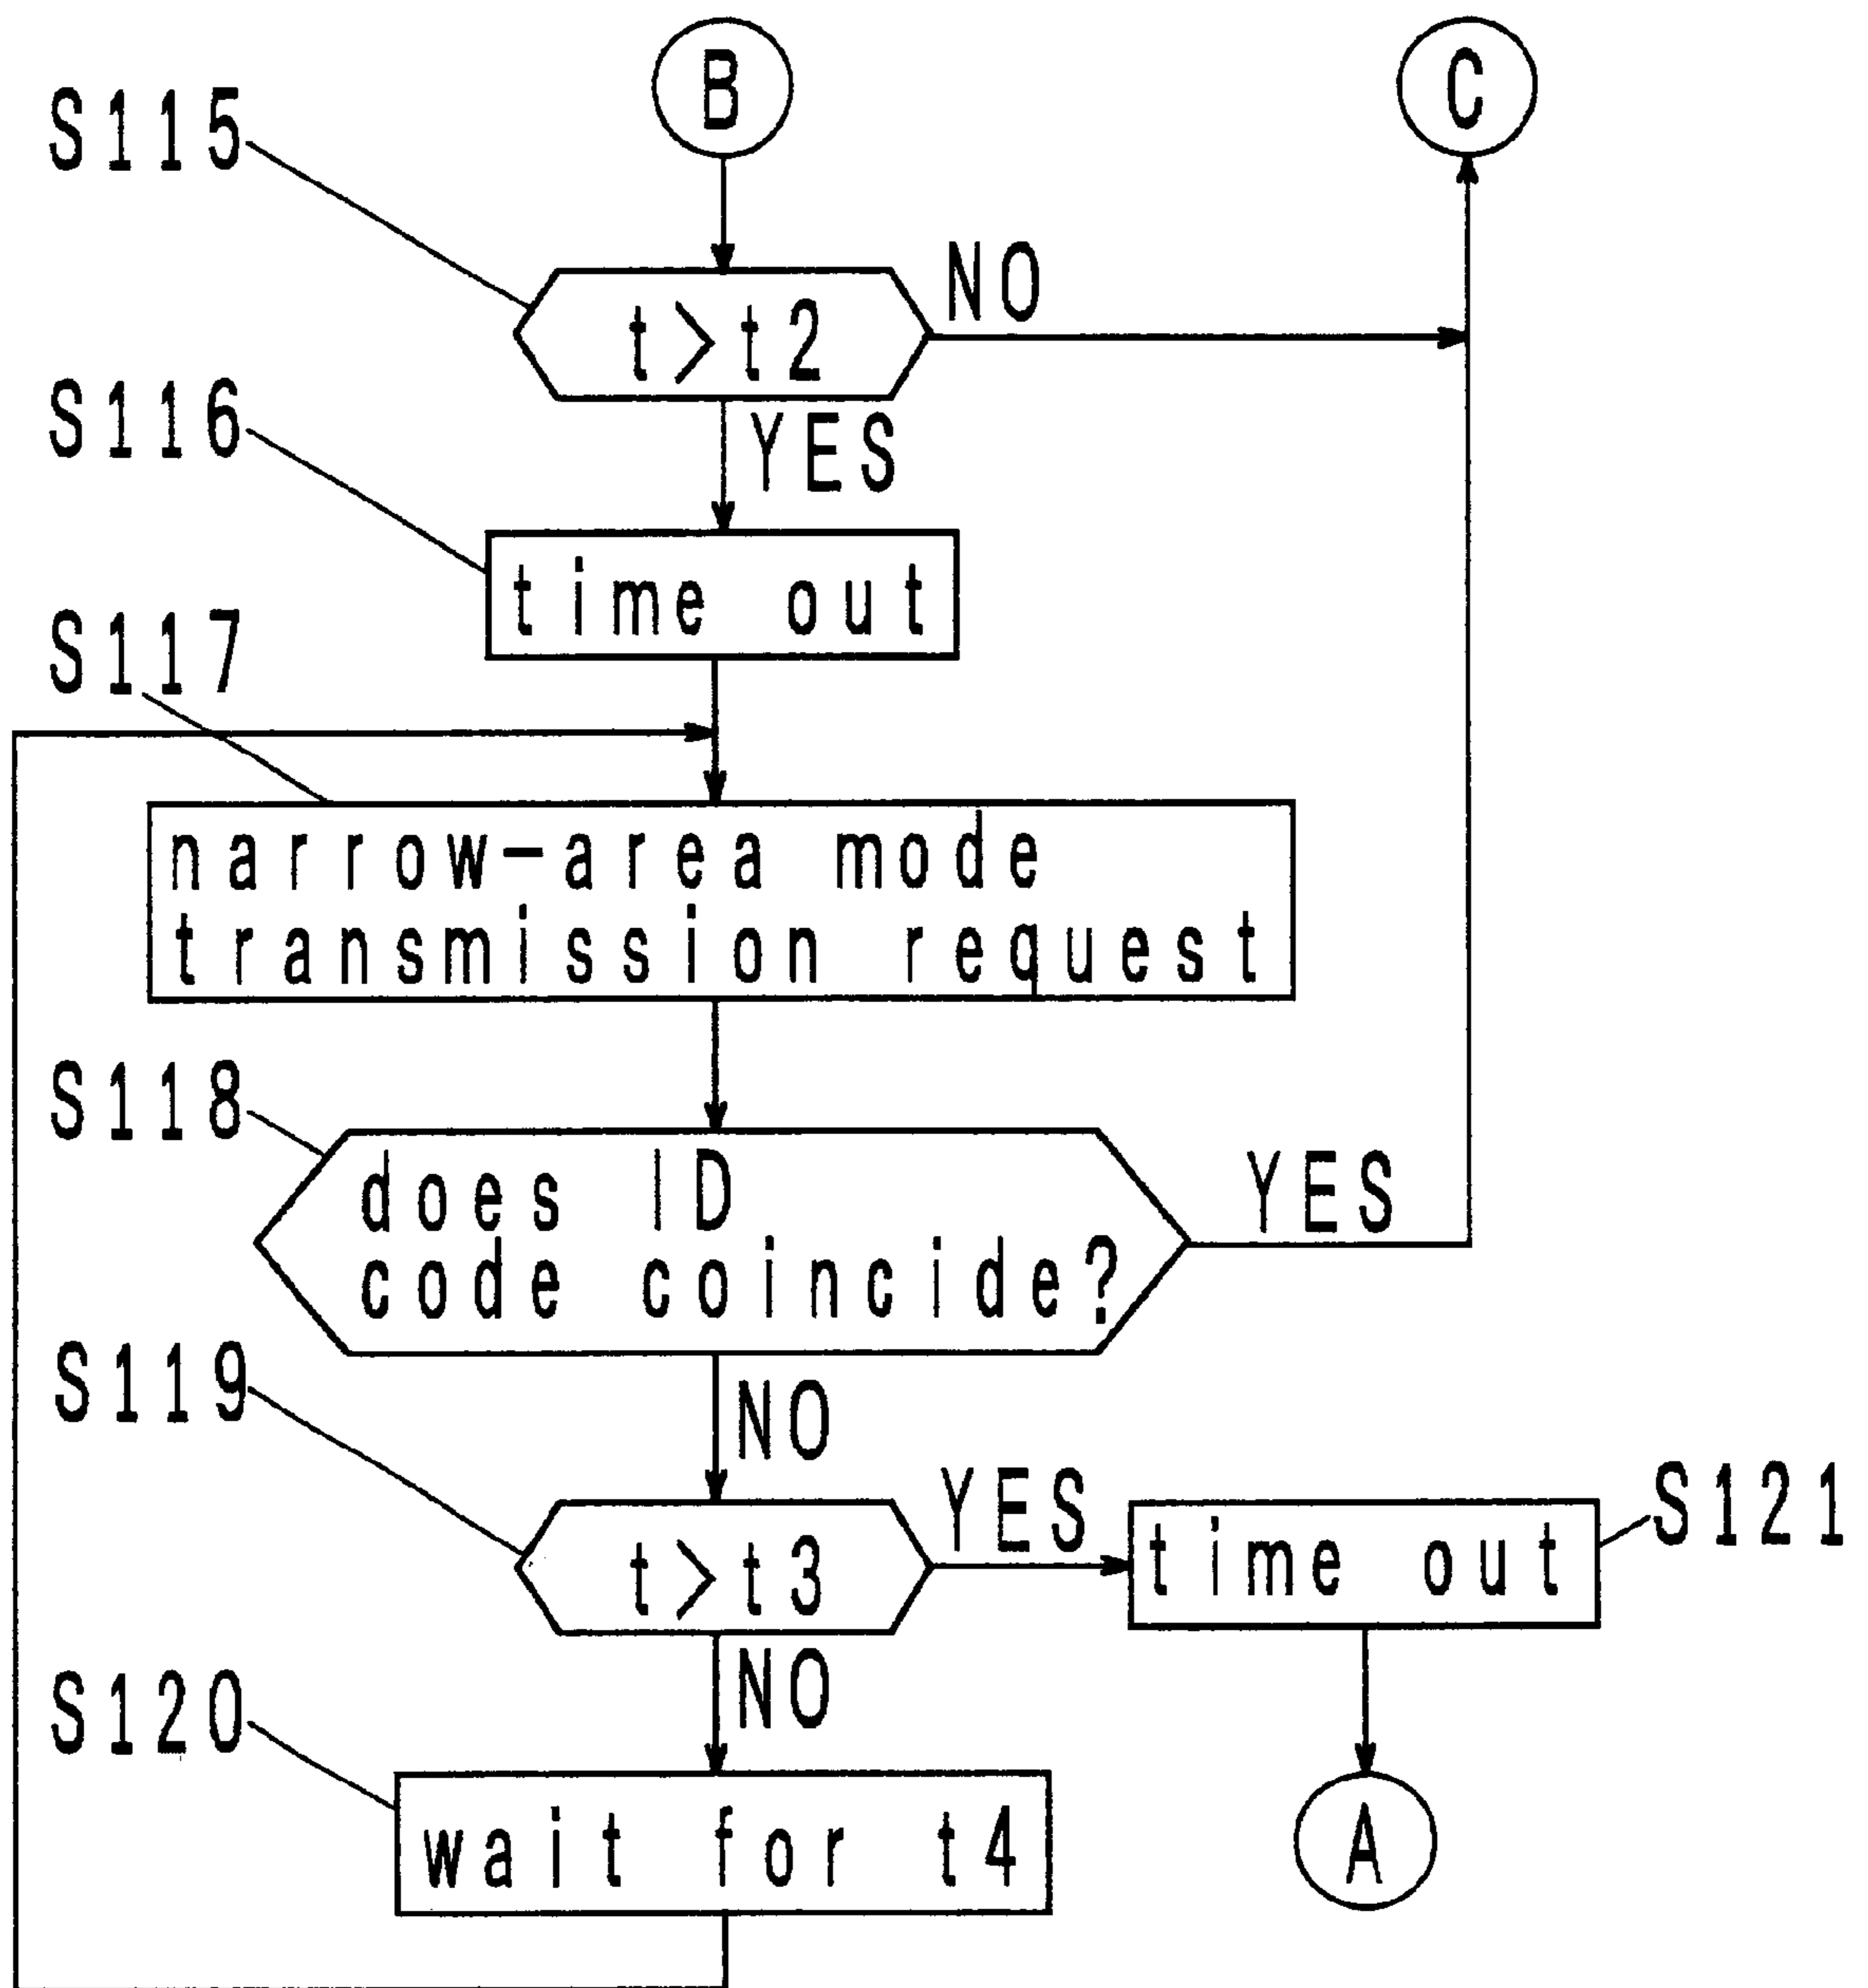 B
C
S115
t>t2
NO
S116
YES
time out
S117
narrow-area mode
transmission request
S118
does ID
code coincide?
YES
S119
NO
t>t3
YES
time out
S121
NO
S120
wait for t4
A